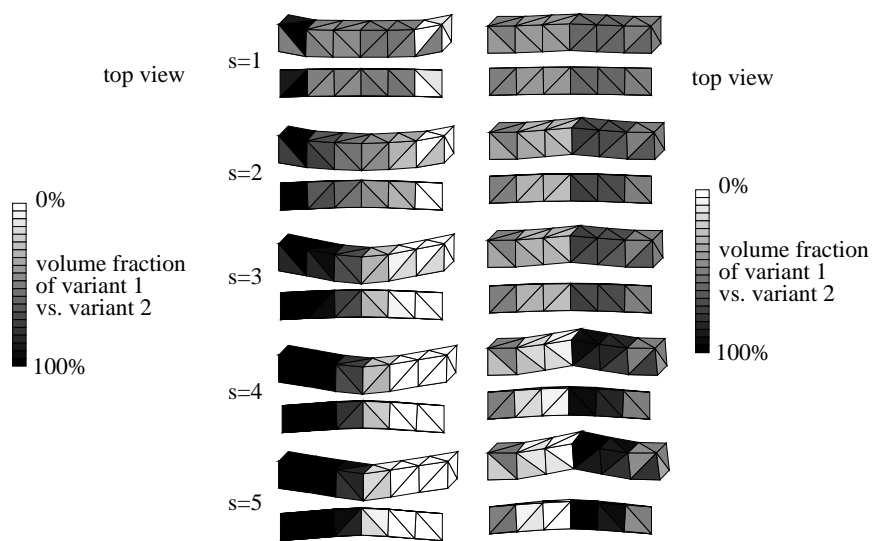 top view
s=1
top view
s=2
0%
0%
volume fraction
of variant 1
vs. variant 2
s=3
volume fraction
of variant 1
vs. variant 2
100%
100%
s=4
s=5